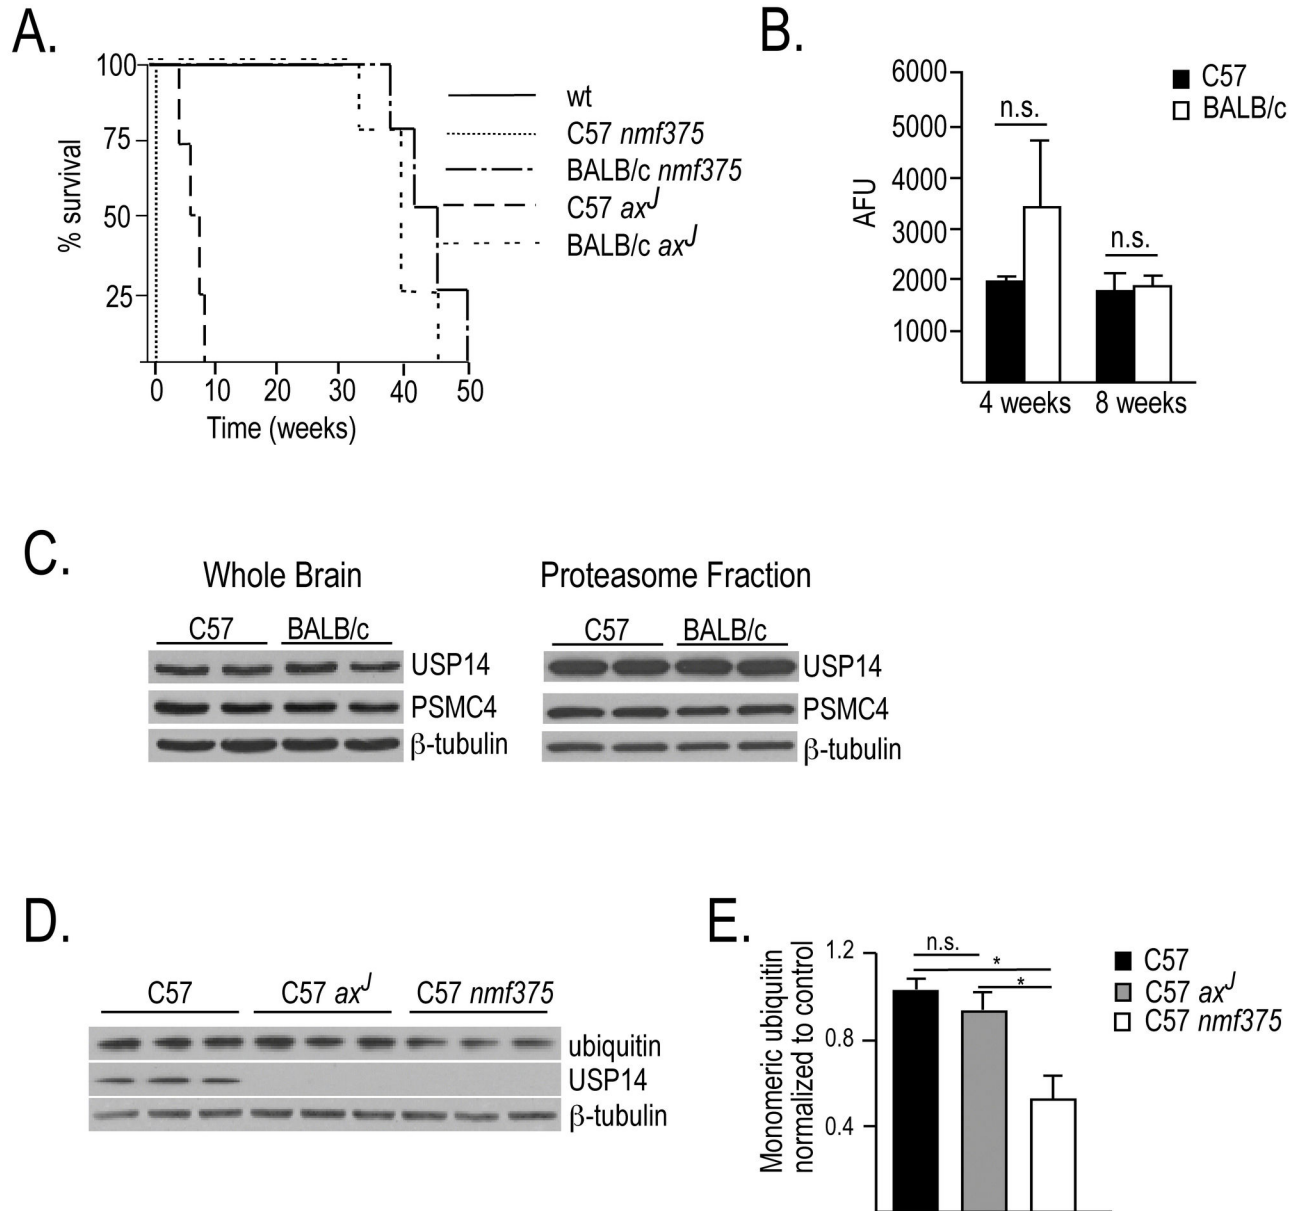 A.
100
75
50
25
% survival
0 10 20 30 40 50
Time (weeks)
wt
C57 nmf375
BALB/c nmf375
C57 axJ
BALB/c axJ
B.
6000
5000
4000
3000
2000
1000
AFU
n.s.
n.s.
4 weeks 8 weeks
C57
BALB/c
C.
Whole Brain
C57 BALB/c
USP14
PSMC4
β-tubulin
Proteasome Fraction
C57 BALB/c
USP14
PSMC4
β-tubulin
D.
C57 C57 axJ C57 nmf375
ubiquitin
USP14
β-tubulin
E.
Monomeric ubiquitin
normalized to control
1.2
0.8
0.4
n.s.
*
*
C57
C57 axJ
C57 nmf375